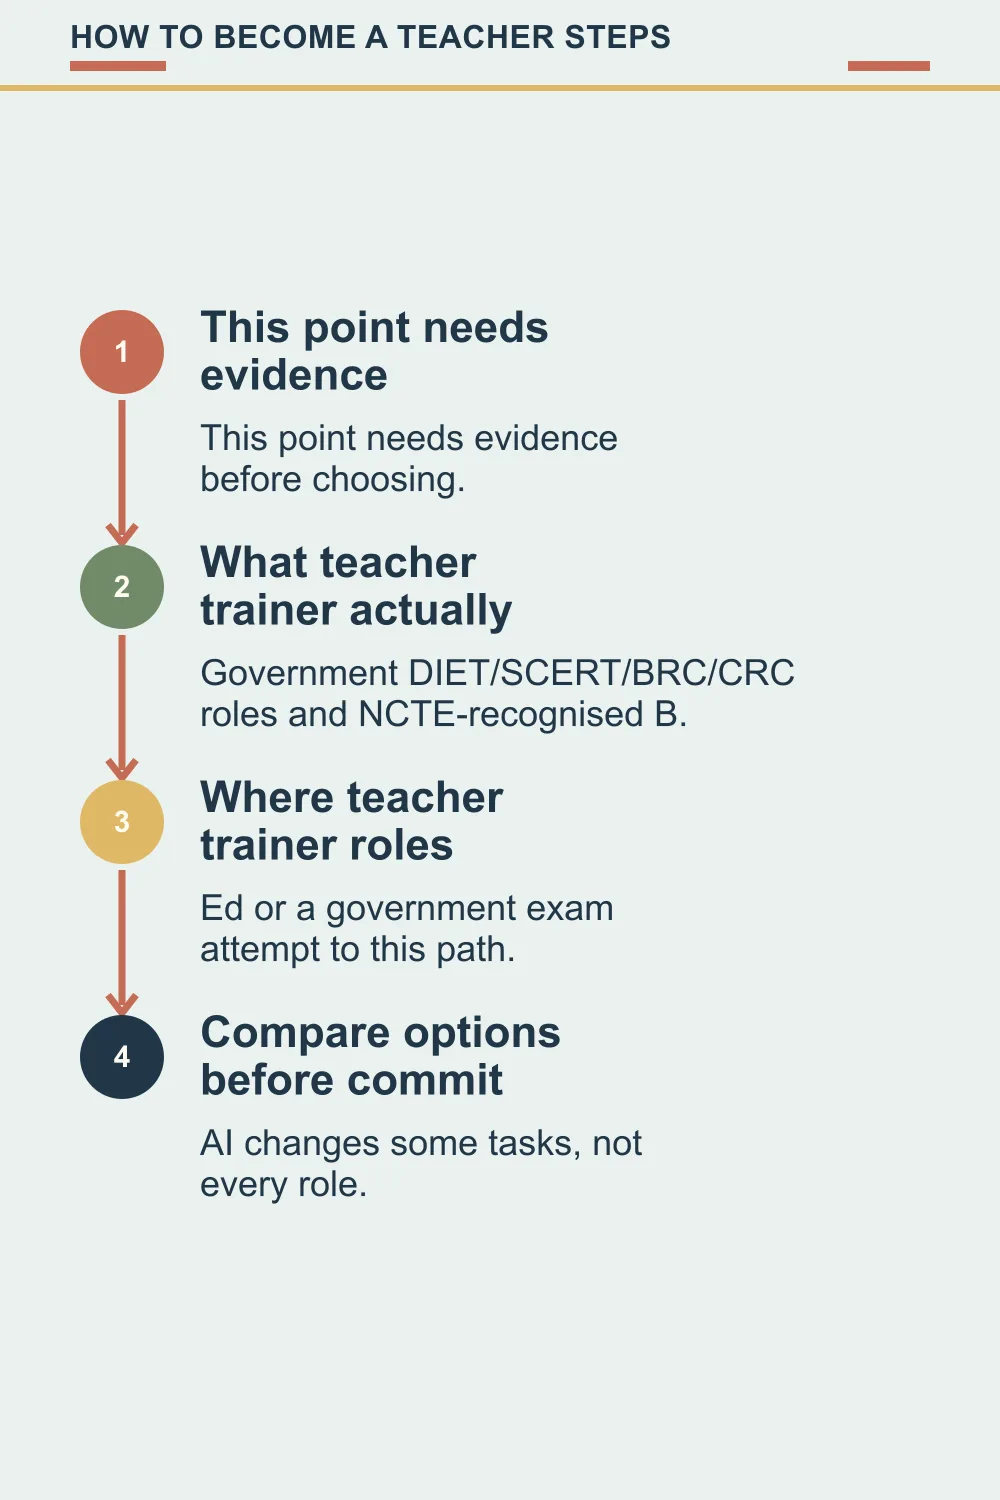 HOW TO BECOME A TEACHER STEPS
1
This point needs
evidence
This point needs evidence
before choosing.
2
What teacher
trainer actually
Government DIET/SCERT/BRC/CRC
roles and NCTE-recognised B.
3
Where teacher
trainer roles
Ed or a government exam
attempt to this path.
4
Compare options
before commit
AI changes some tasks, not
every role.